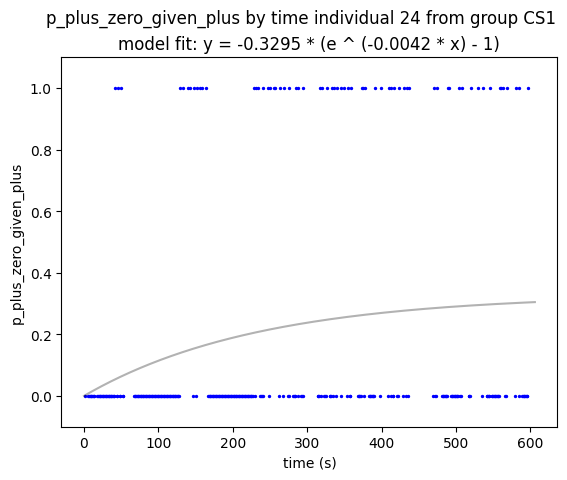 p_plus_zero_given_plus by time individual 24 from group CS1
model fit: y = -0.3295 * (e ^ (-0.0042 * x) - 1)
1.0
0.8
0.6
0.4
0.2
0.0
p_plus_zero_given_plus
0 100 200 300 400 500 600
time (s)